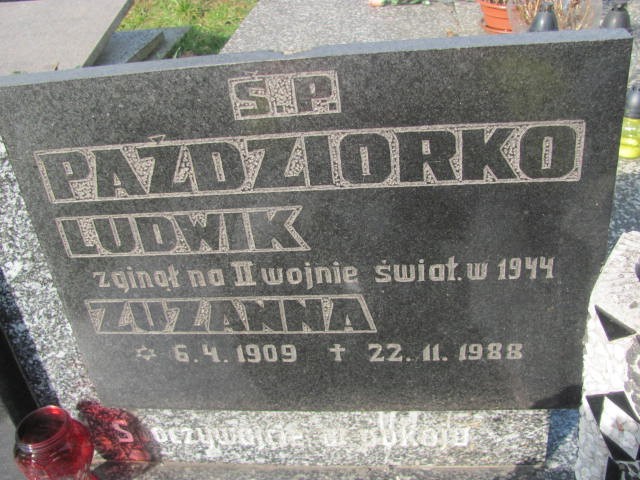 Ś.P.
PAŹDZIORKO
LUDWIK
zginął na II wojnie świat. w 1944
ZUZANNA
✡ 6.4.1909 † 22.11.1988
Spoczywajcie w pokoju